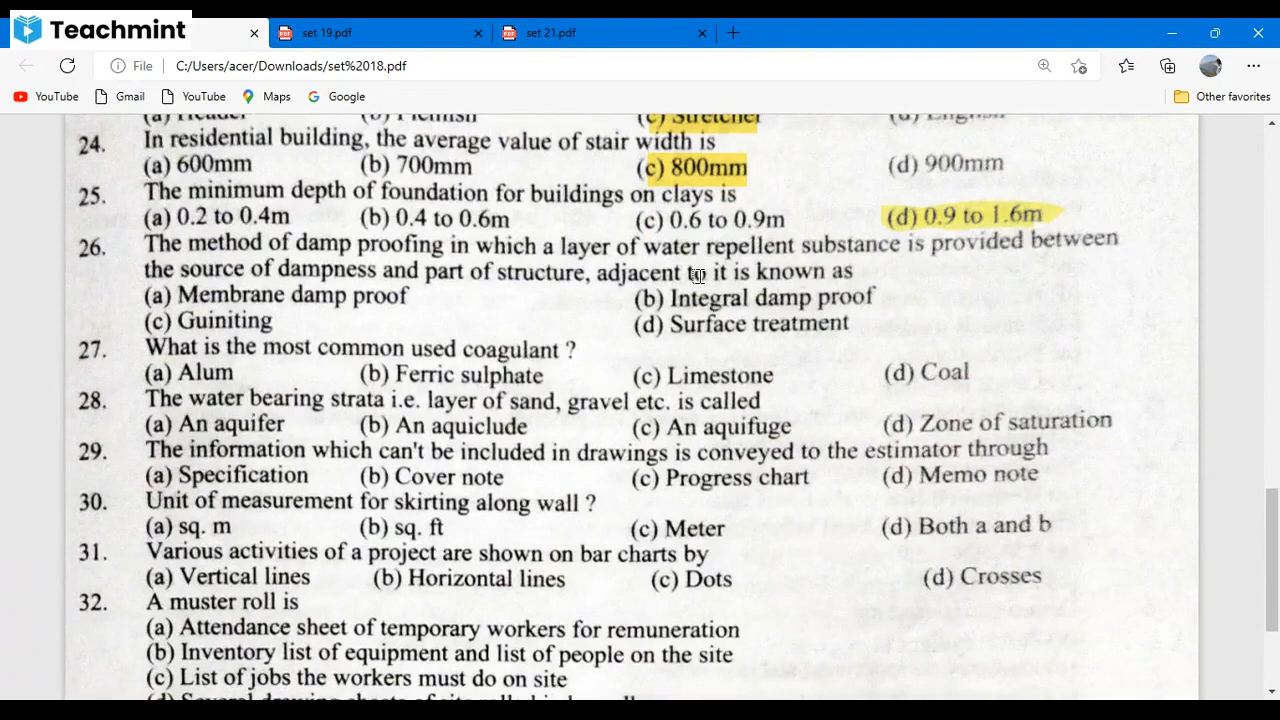 Teachmint
set 19.pdf
set 21.pdf
File
C:/Users/acer/Downloads/set%2018.pdf
YouTube
Gmail
YouTube
Maps
Google
Other favorites
(a) Header (b) Flemish (c) Stretcher (d) English
24. In residential building, the average value of stair width is
(a) 600mm (b) 700mm (c) 800mm (d) 900mm
25. The minimum depth of foundation for buildings on clays is
(a) 0.2 to 0.4m (b) 0.4 to 0.6m (c) 0.6 to 0.9m (d) 0.9 to 1.6m
26. The method of damp proofing in which a layer of water repellent substance is provided between
the source of dampness and part of structure, adjacent to it is known as
(a) Membrane damp proof (b) Integral damp proof
(c) Guiniting (d) Surface treatment
27. What is the most common used coagulant ?
(a) Alum (b) Ferric sulphate (c) Limestone (d) Coal
28. The water bearing strata i.e. layer of sand, gravel etc. is called
(a) An aquifer (b) An aquiclude (c) An aquifuge (d) Zone of saturation
29. The information which can't be included in drawings is conveyed to the estimator through
(a) Specification (b) Cover note (c) Progress chart (d) Memo note
30. Unit of measurement for skirting along wall ?
(a) sq. m (b) sq. ft (c) Meter (d) Both a and b
31. Various activities of a project are shown on bar charts by
(a) Vertical lines (b) Horizontal lines (c) Dots (d) Crosses
32. A muster roll is
(a) Attendance sheet of temporary workers for remuneration
(b) Inventory list of equipment and list of people on the site
(c) List of jobs the workers must do on site